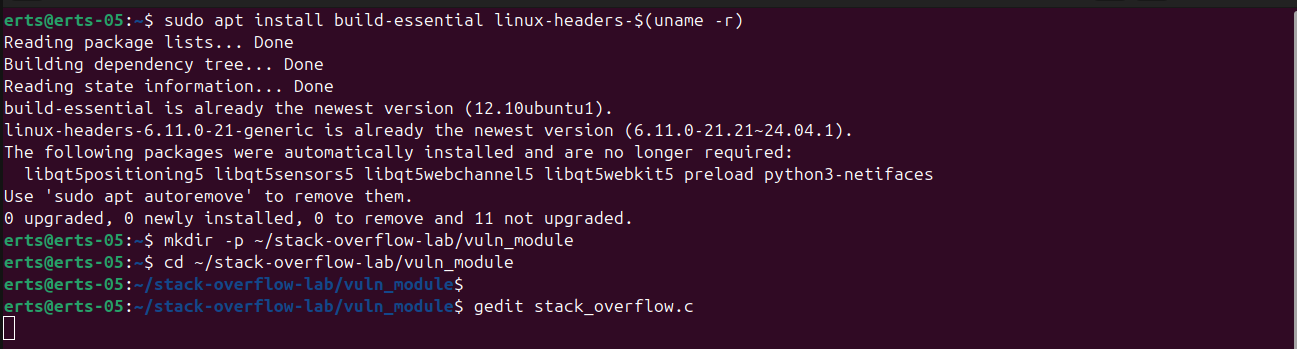 erts@erts-05:~$ sudo apt install build-essential linux-headers-$(uname -r)
Reading package lists... Done
Building dependency tree... Done
Reading state information... Done
build-essential is already the newest version (12.10ubuntu1).
linux-headers-6.11.0-21-generic is already the newest version (6.11.0-21.21~24.04.1).
The following packages were automatically installed and are no longer required:
  libqt5positioning5 libqt5sensors5 libqt5webchannel5 libqt5webkit5 preload python3-netifaces
Use 'sudo apt autoremove' to remove them.
0 upgraded, 0 newly installed, 0 to remove and 11 not upgraded.
erts@erts-05:~$ mkdir -p ~/stack-overflow-lab/vuln_module
erts@erts-05:~$ cd ~/stack-overflow-lab/vuln_module
erts@erts-05:~/stack-overflow-lab/vuln_module$
erts@erts-05:~/stack-overflow-lab/vuln_module$ gedit stack_overflow.c